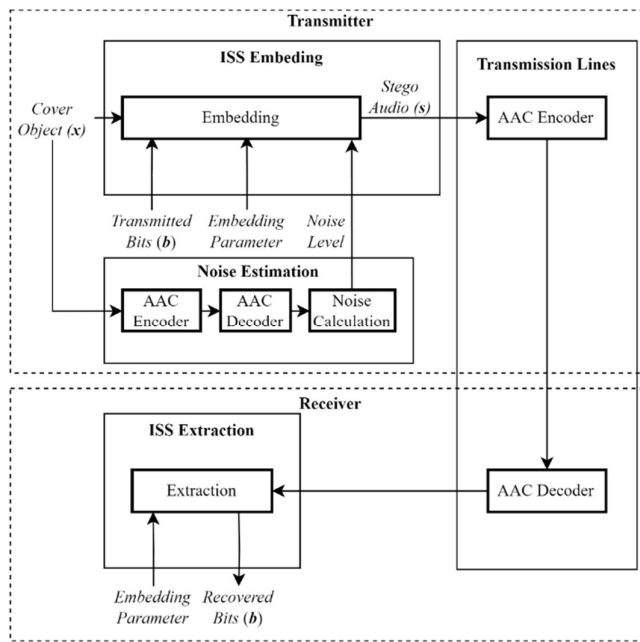 Transmitter
ISS Embeding
Transmission Lines
Cover
Object (x)
Embedding
Stego
Audio (s)
AAC Encoder
Transmitted
Bits (b)
Embedding
Parameter
Noise
Level
Noise Estimation
AAC
Encoder
AAC
Decoder
Noise
Calculation
Receiver
ISS Extraction
Extraction
AAC Decoder
Embedding
Parameter
Recovered
Bits (b)